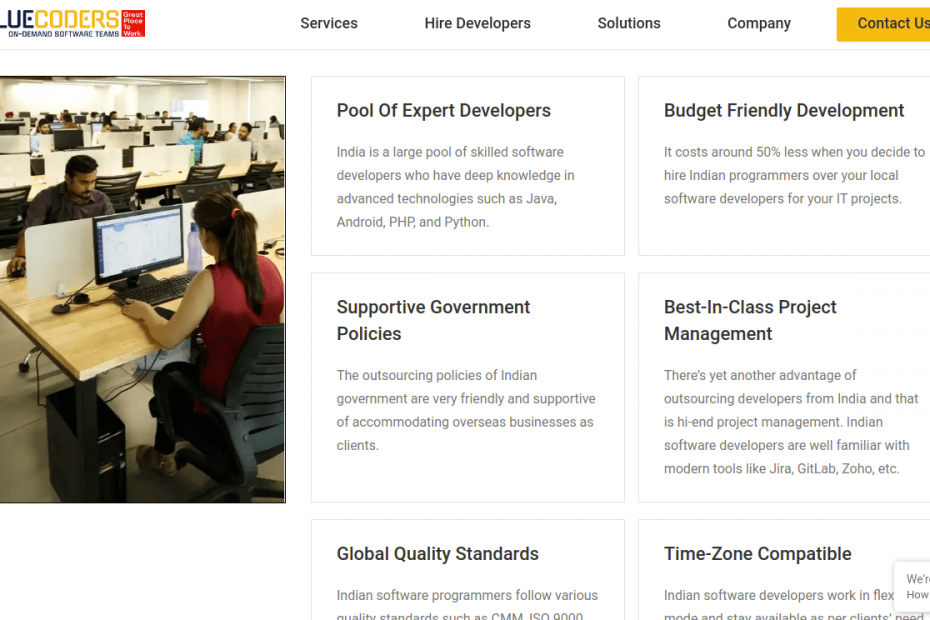 LUECODERS
Great
Place
To
Work
ON-DEMAND SOFTWARE TEAMS
Services
Hire Developers
Solutions
Company
Contact Us
Pool Of Expert Developers
India is a large pool of skilled software
developers who have deep knowledge in
advanced technologies such as Java,
Android, PHP, and Python.
Budget Friendly Development
It costs around 50% less when you decide to
hire Indian programmers over your local
software developers for your IT projects.
Supportive Government
Policies
The outsourcing policies of Indian
government are very friendly and supportive
of accommodating overseas businesses as
clients.
Best-In-Class Project
Management
There’s yet another advantage of
outsourcing developers from India and that
is hi-end project management. Indian
software developers are well familiar with
modern tools like Jira, GitLab, Zoho, etc.
Global Quality Standards
Indian software programmers follow various
quality standards such as CMM, ISO 9000,
Time-Zone Compatible
Indian software developers work in flex
mode and stay available as per clients’ need
We're
How